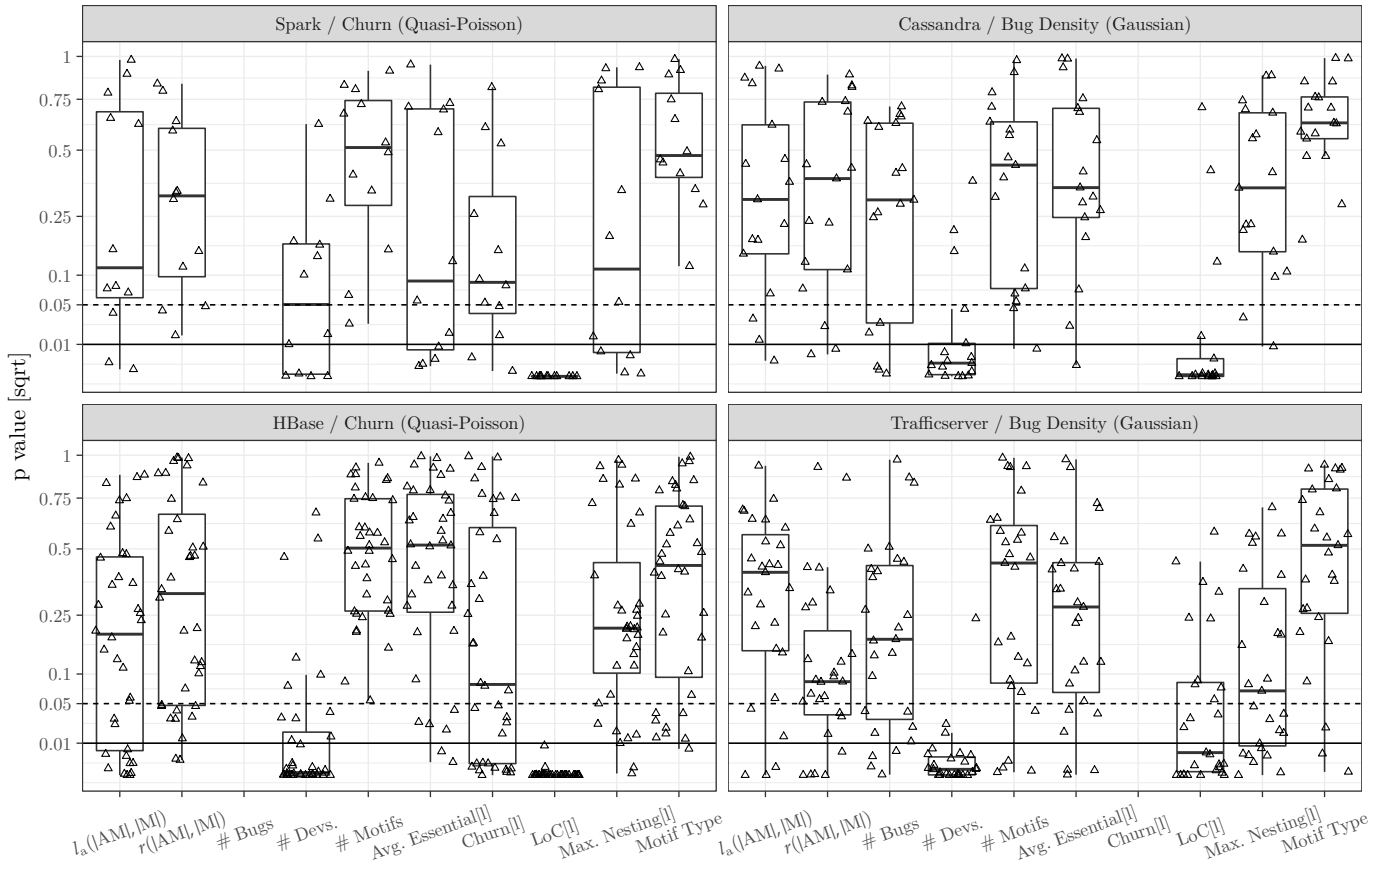 Spark / Churn (Quasi-Poisson)
Cassandra / Bug Density (Gaussian)
1
0.75
0.5
0.25
0.1
0.05
0.01
p value [sqrt]
HBase / Churn (Quasi-Poisson)
Trafficserver / Bug Density (Gaussian)
1
0.75
0.5
0.25
0.1
0.05
0.01
lₐ(|AM|, |M|)
r(|AM|, |M|)
# Bugs
# Devs.
# Motifs
Avg. Essential[l]
Churn[l]
LoC[l]
Max. Nesting[l]
Motif Type
lₐ(|AM|, |M|)
r(|AM|, |M|)
# Bugs
# Devs.
# Motifs
Avg. Essential[l]
Churn[l]
LoC[l]
Max. Nesting[l]
Motif Type